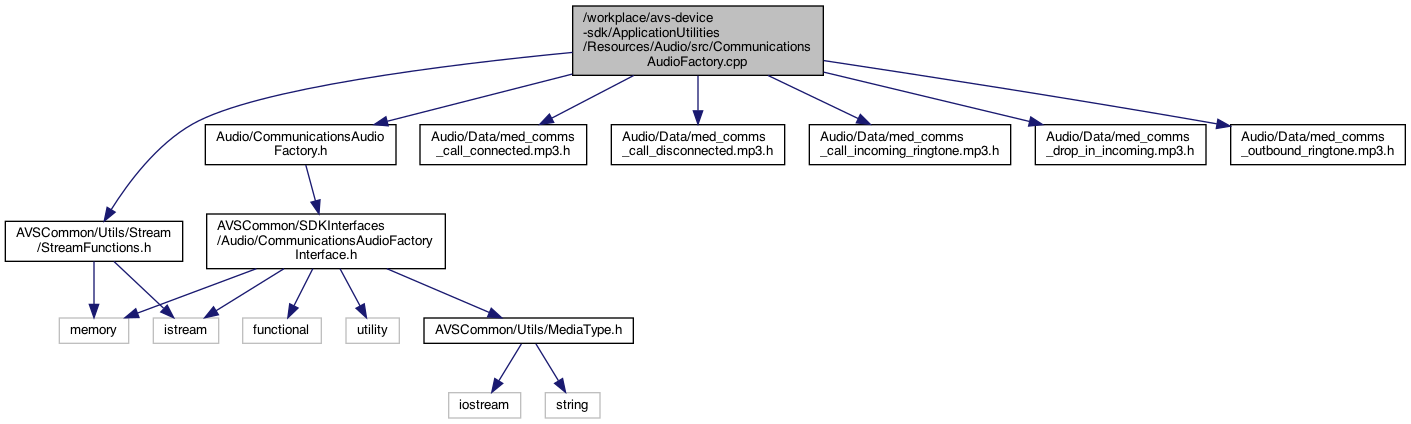 /workplace/avs-device
-sdk/ApplicationUtilities
/Resources/Audio/src/Communications
AudioFactory.cpp
Audio/CommunicationsAudio
Factory.h
Audio/Data/med_comms
_call_connected.mp3.h
Audio/Data/med_comms
_call_disconnected.mp3.h
Audio/Data/med_comms
_call_incoming_ringtone.mp3.h
Audio/Data/med_comms
_drop_in_incoming.mp3.h
Audio/Data/med_comms
_outbound_ringtone.mp3.h
AVSCommon/Utils/Stream
/StreamFunctions.h
AVSCommon/SDKInterfaces
/Audio/CommunicationsAudioFactory
Interface.h
memory
istream
functional
utility
AVSCommon/Utils/MediaType.h
iostream
string